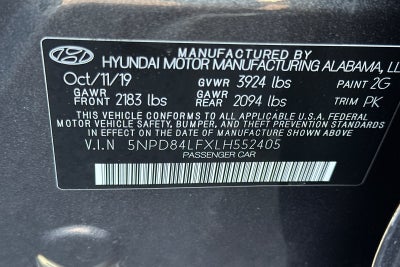 MANUFACTURED BY
HYUNDAI MOTOR MANUFACTURING ALABAMA, LL
Oct/11/19 GVWR 3924 lbs PAINT 2G
GAWR FRONT 2183 lbs GAWR REAR 2094 lbs TRIM PK
THIS VEHICLE CONFORMS TO ALL APPLICABLE U.S.A. FEDERAL
MOTOR VEHICLE SAFETY, BUMPER, AND THEFT PREVENTION STANDARDS
IN EFFECT ON THE DATE OF MANUFACTURE SHOWN ABOVE.
V.I.N 5NPD84LFXLH552405
PASSENGER CAR